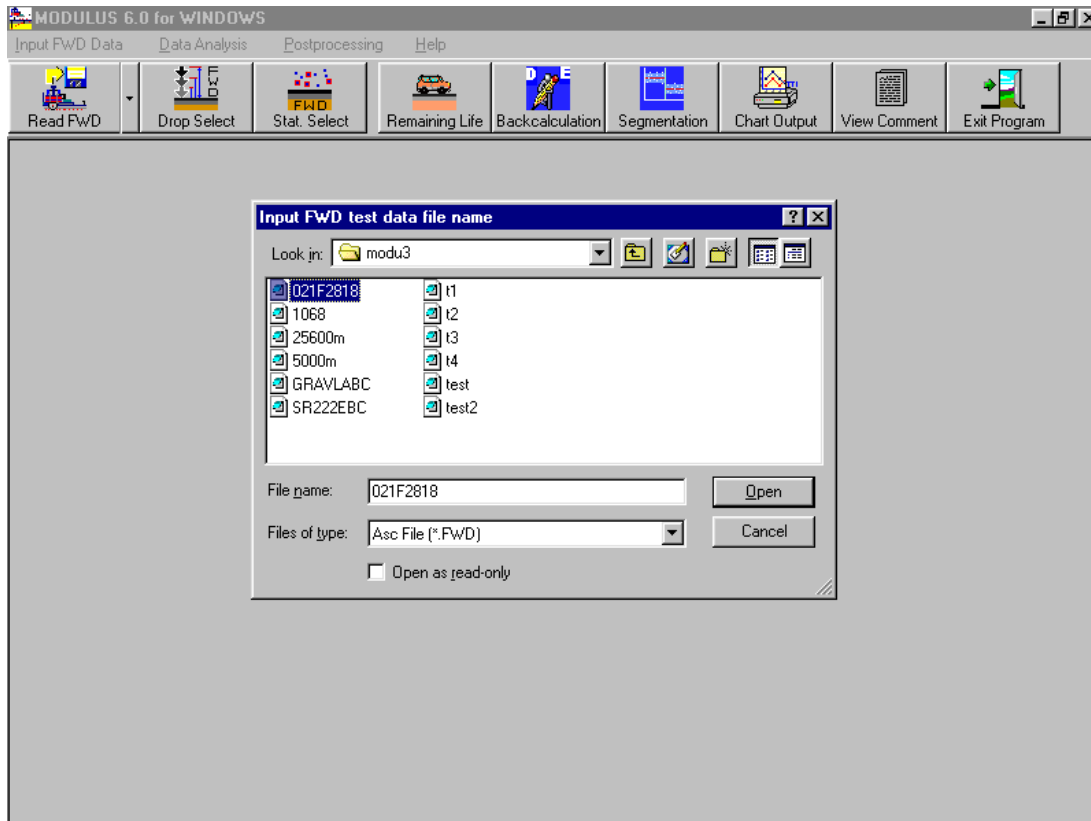 MODULUS 6.0 for WINDOWS
Input FWD Data Data Analysis Postprocessing Help
FWD
FWD
D E
Read FWD Drop Select Stat. Select Remaining Life Backcalculation Segmentation Chart Output View Comment Exit Program
Input FWD test data file name
Look in: modu3
021F2818 t1
1068 t2
25600m t3
5000m t4
GRAVLABC test
SR222EBC test2
File name: 021F2818 Open
Files of type: Asc File (*.FWD) Cancel
Open as read-only